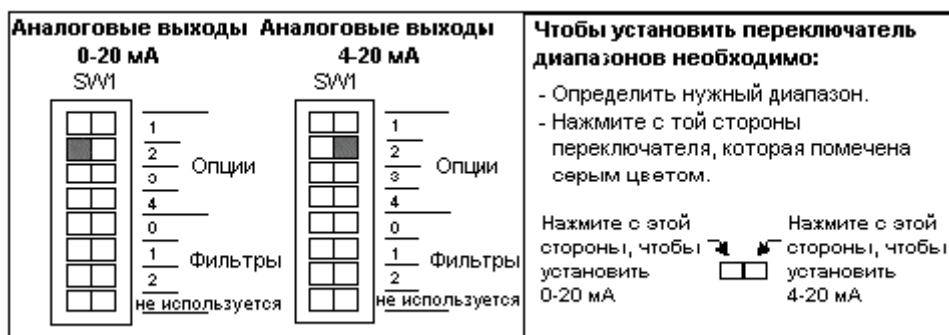 Аналоговые выходы Аналоговые выходы
0-20 мА 4-20 мА
SW1 SW1
1
2
3
4
Опции
0
1
2
Фильтры
не используется
1
2
3
4
Опции
0
1
2
Фильтры
не используется
Чтобы установить переключатель
диапазонов необходимо:
- Определить нужный диапазон.
- Нажмите с той стороны
переключателя, которая помечена
серым цветом.
Нажмите с этой
стороны, чтобы
установить
0-20 мА
Нажмите с этой
стороны, чтобы
установить
4-20 мА